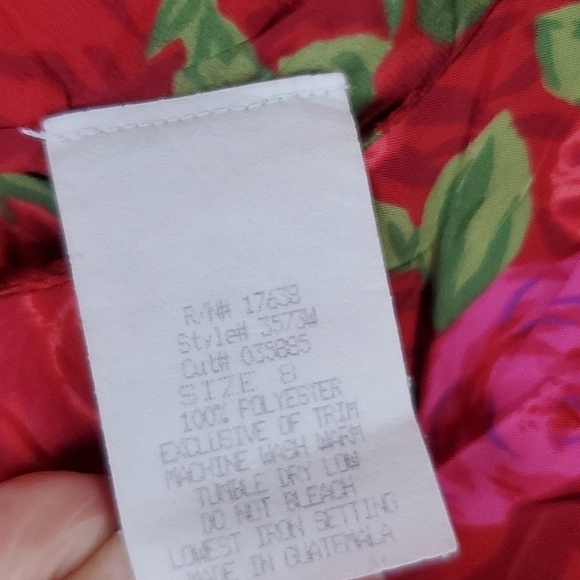 R/N# 17638
Style# 3573W
Cut# 035885
SIZE 8
100% POLYESTER
EXCLUSIVE OF TRIM
MACHINE WASH WARM
TUMBLE DRY LOW
DO NOT BLEACH
LOWEST IRON SETTING
MADE IN GUATEMALA